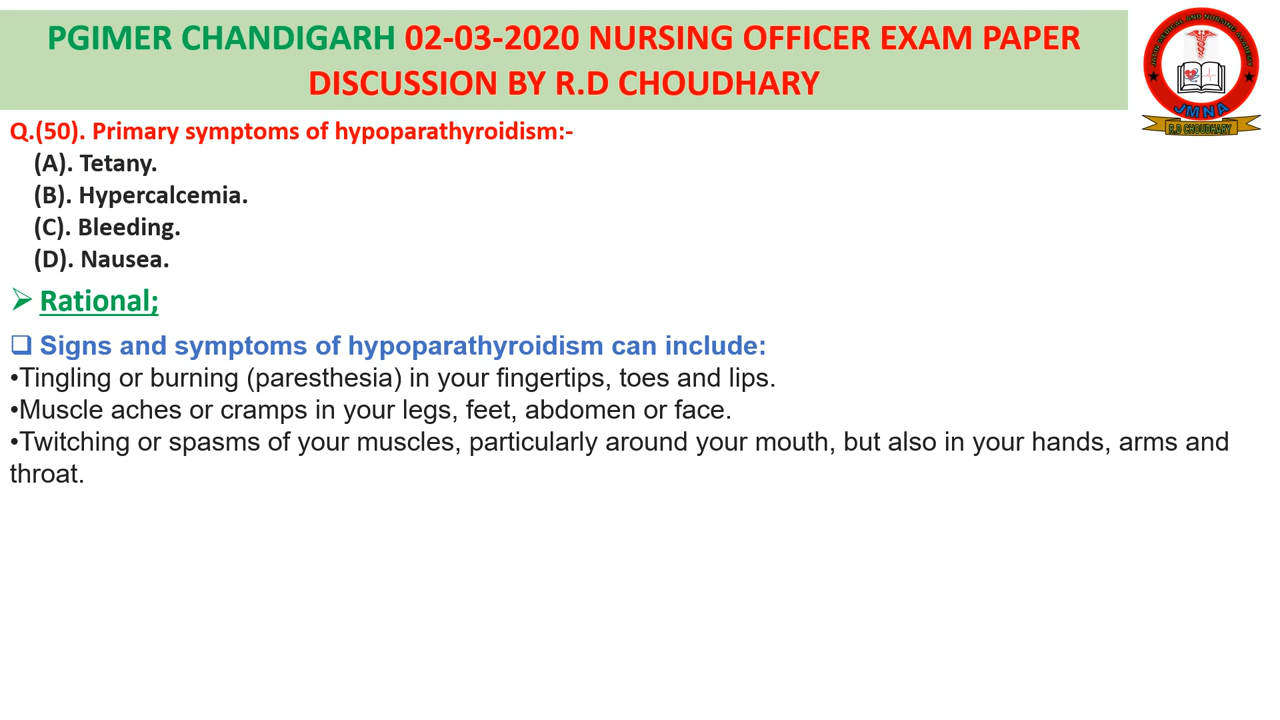 PGIMER CHANDIGARH 02-03-2020 NURSING OFFICER EXAM PAPER
DISCUSSION BY R.D CHOUDHARY
JMNA
R.D CHOUDHARY
Q.(50). Primary symptoms of hypoparathyroidism:-
(A). Tetany.
(B). Hypercalcemia.
(C). Bleeding.
(D). Nausea.
➢ Rational;
❑ Signs and symptoms of hypoparathyroidism can include:
•Tingling or burning (paresthesia) in your fingertips, toes and lips.
•Muscle aches or cramps in your legs, feet, abdomen or face.
•Twitching or spasms of your muscles, particularly around your mouth, but also in your hands, arms and
throat.